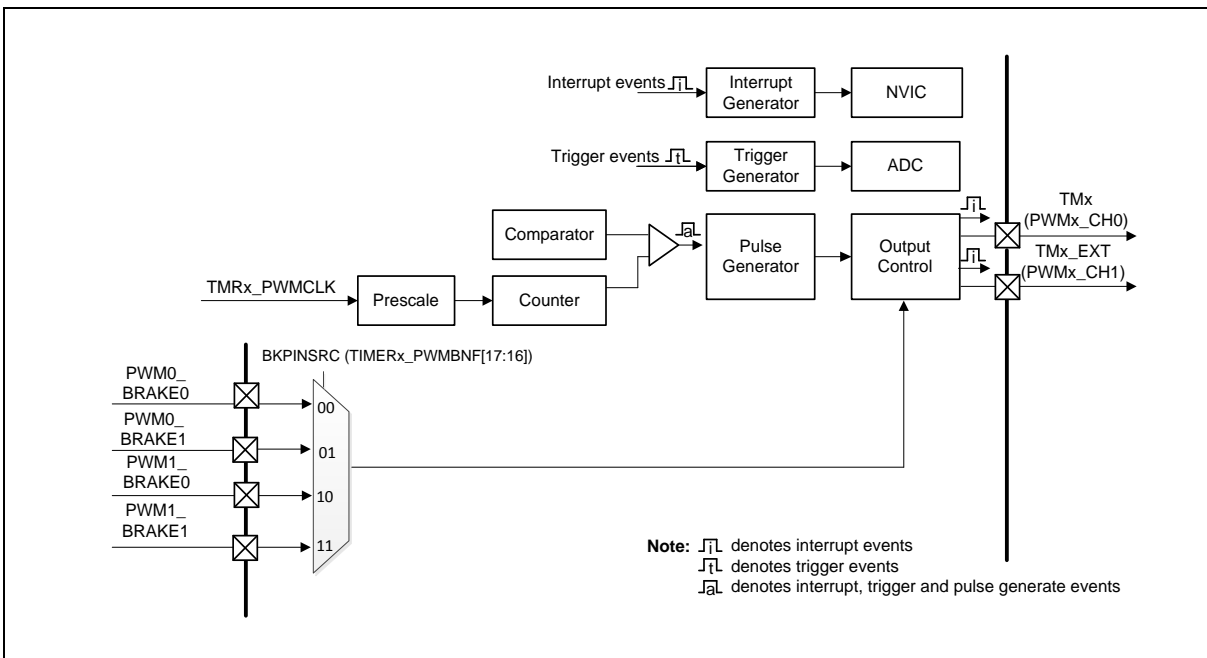 Interrupt events i
Interrupt
Generator
NVIC
Trigger events t
Trigger
Generator
ADC
Comparator
a
Pulse
Generator
Output
Control
i
i
TMx
(PWMx_CH0)
TMx_EXT
(PWMx_CH1)
TMRx_PWMCLK
Prescale
Counter
BKPINSRC (TIMERx_PWMBNF[17:16])
PWM0_
BRAKE0
00
PWM0_
BRAKE1
01
PWM1_
BRAKE0
10
PWM1_
BRAKE1
11
Note: i denotes interrupt events
t denotes trigger events
a denotes interrupt, trigger and pulse generate events